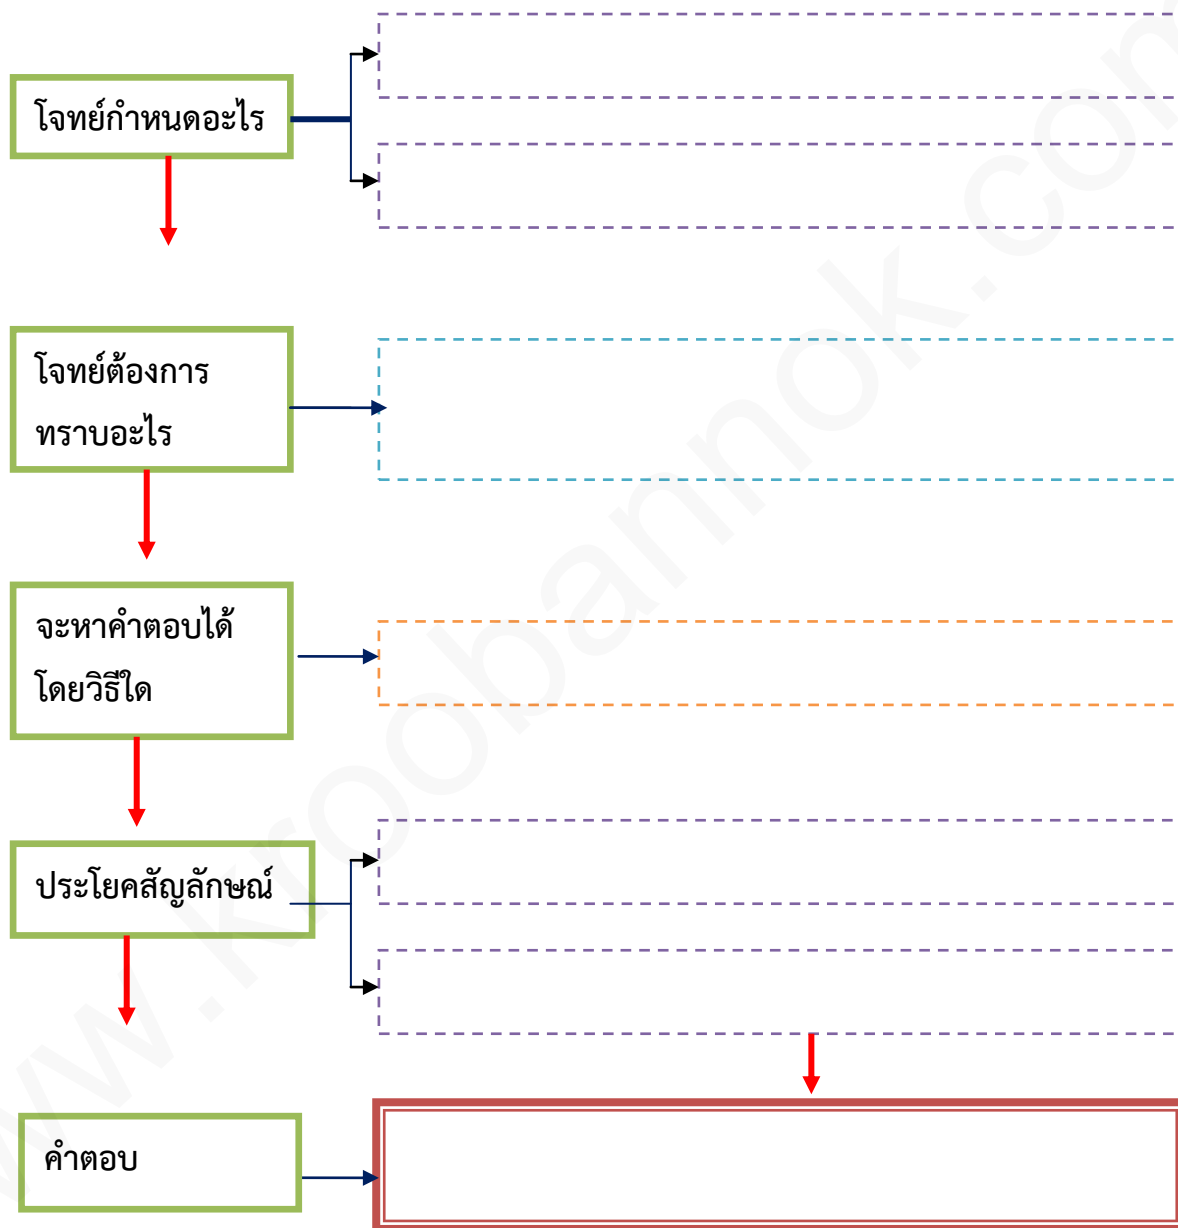 โจทย์กำหนดอะไร
โจทย์ต้องการ
ทราบอะไร
จะหาคำตอบได้
โดยวิธีใด
ประโยคสัญลักษณ์
คำตอบ
www.kroobannok.com